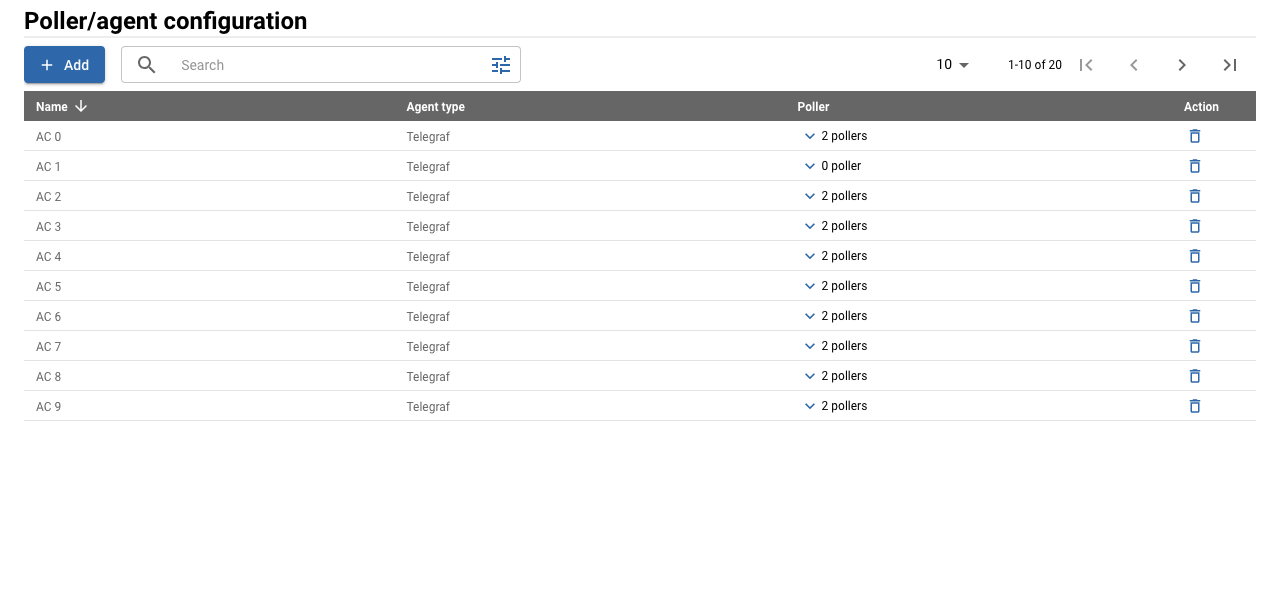 Poller/agent configuration
Add
Search
10
1-10 of 20
Name Agent type Poller Action
AC 0 Telegraf 2 pollers
AC 1 Telegraf 0 poller
AC 2 Telegraf 2 pollers
AC 3 Telegraf 2 pollers
AC 4 Telegraf 2 pollers
AC 5 Telegraf 2 pollers
AC 6 Telegraf 2 pollers
AC 7 Telegraf 2 pollers
AC 8 Telegraf 2 pollers
AC 9 Telegraf 2 pollers